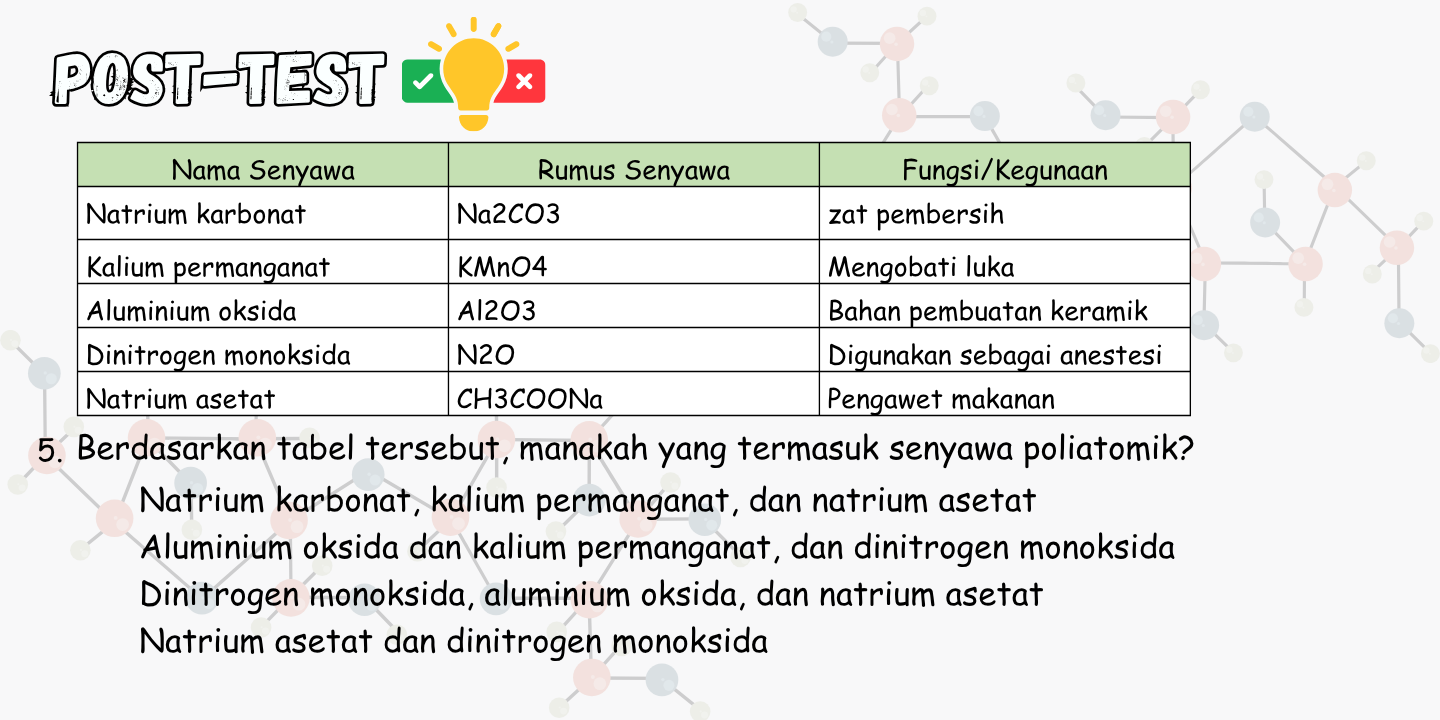 POST-TEST
Nama Senyawa Rumus Senyawa Fungsi/Kegunaan
Natrium karbonat Na2CO3 zat pembersih
Kalium permanganat KMnO4 Mengobati luka
Aluminium oksida Al2O3 Bahan pembuatan keramik
Dinitrogen monoksida N2O Digunakan sebagai anestesi
Natrium asetat CH3COONa Pengawet makanan
5. Berdasarkan tabel tersebut, manakah yang termasuk senyawa poliatomik?
Natrium karbonat, kalium permanganat, dan natrium asetat
Aluminium oksida dan kalium permanganat, dan dinitrogen monoksida
Dinitrogen monoksida, aluminium oksida, dan natrium asetat
Natrium asetat dan dinitrogen monoksida